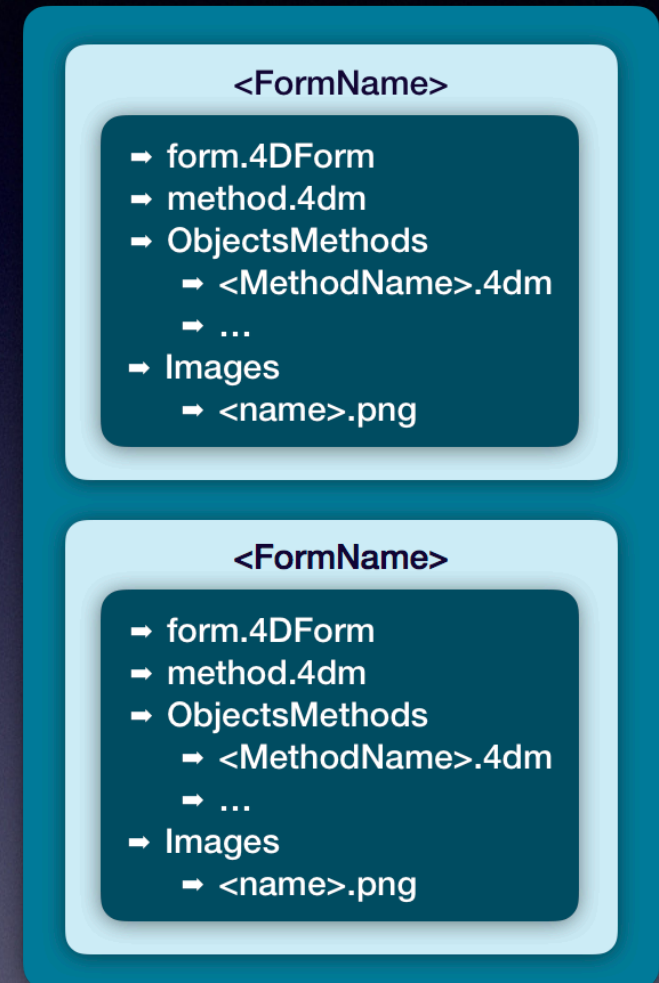 <FormName>
➡ form.4DForm
➡ method.4dm
➡ ObjectsMethods
➡ <MethodName>.4dm
➡ ...
➡ Images
➡ <name>.png
<FormName>
➡ form.4DForm
➡ method.4dm
➡ ObjectsMethods
➡ <MethodName>.4dm
➡ ...
➡ Images
➡ <name>.png